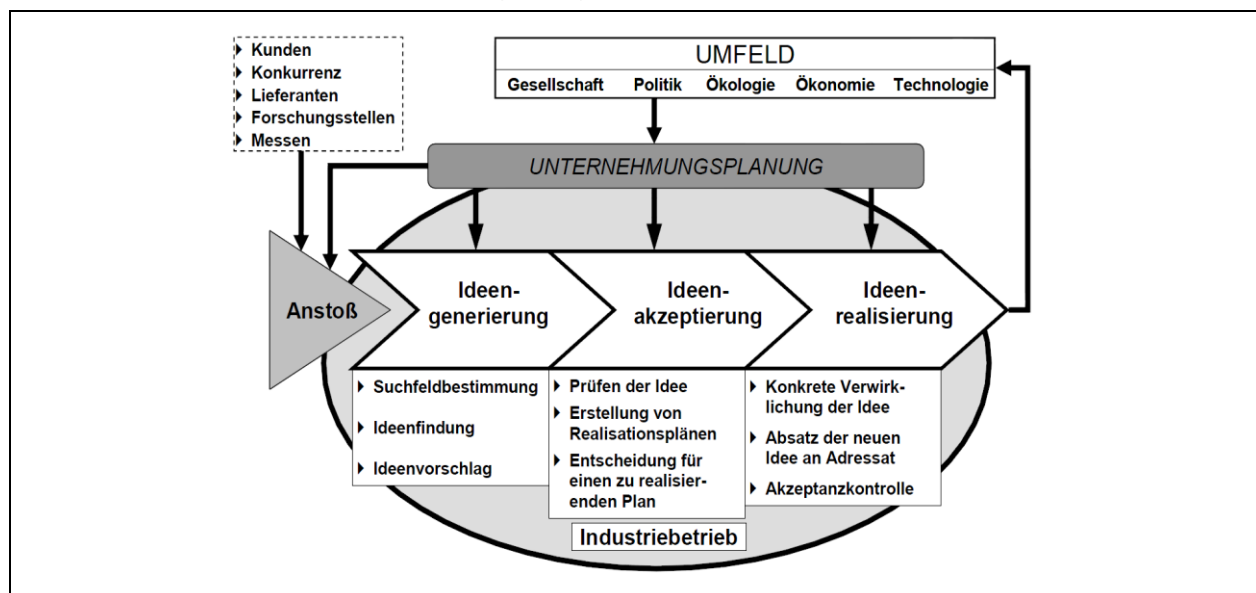 Kunden
Konkurrenz
Lieferanten
Forschungsstellen
Messen
UMFELD
Gesellschaft Politik Ökologie Ökonomie Technologie
UNTERNEHMUNGSPLANUNG
Anstoß
Ideen-
generierung
Ideen-
akzeptierung
Ideen-
realisierung
Suchfeldbestimmung
Ideenfindung
Ideenvorschlag
Prüfen der Idee
Erstellung von
Realisationsplänen
Entscheidung für
einen zu realisier-
enden Plan
Konkrete Verwirk-
lichung der Idee
Absatz der neuen
Idee an Adressat
Akzeptanzkontrolle
Industriebetrieb